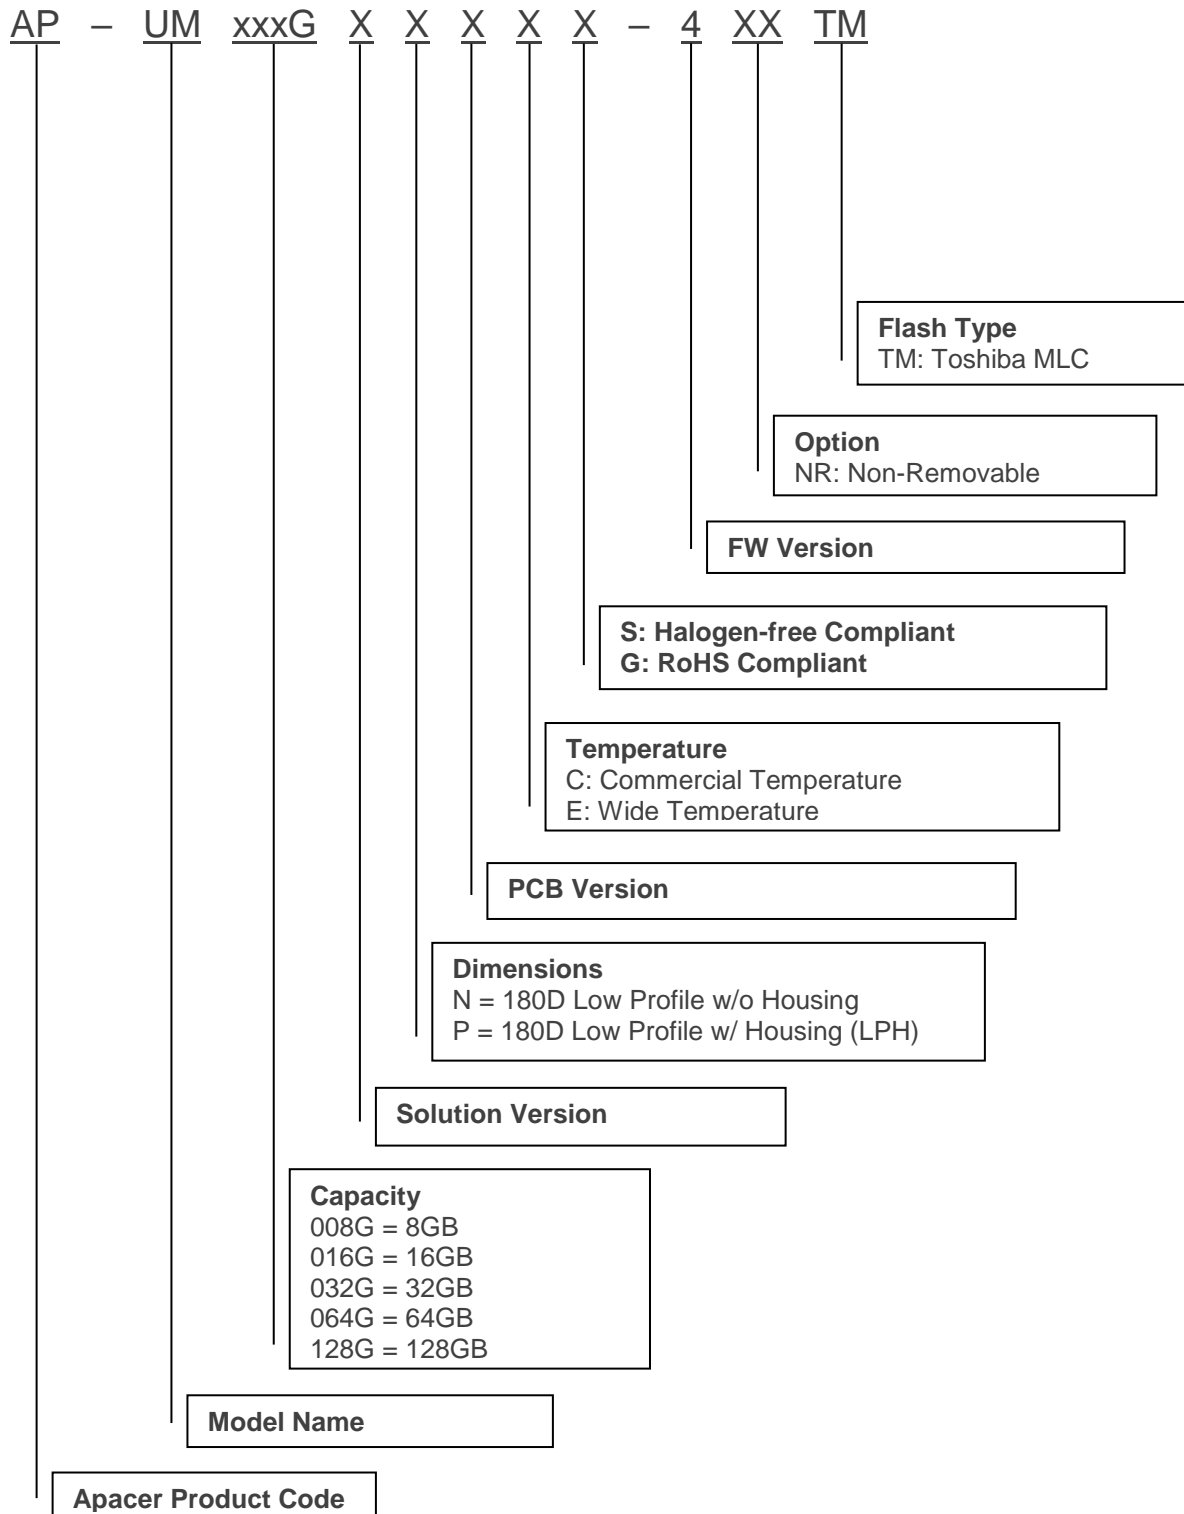 AP – UM xxxG X X X X X – 4 XX TM
Flash Type
TM: Toshiba MLC
Option
NR: Non-Removable
FW Version
S: Halogen-free Compliant
G: RoHS Compliant
Temperature
C: Commercial Temperature
E: Wide Temperature
PCB Version
Dimensions
N = 180D Low Profile w/o Housing
P = 180D Low Profile w/ Housing (LPH)
Solution Version
Capacity
008G = 8GB
016G = 16GB
032G = 32GB
064G = 64GB
128G = 128GB
Model Name
Apacer Product Code